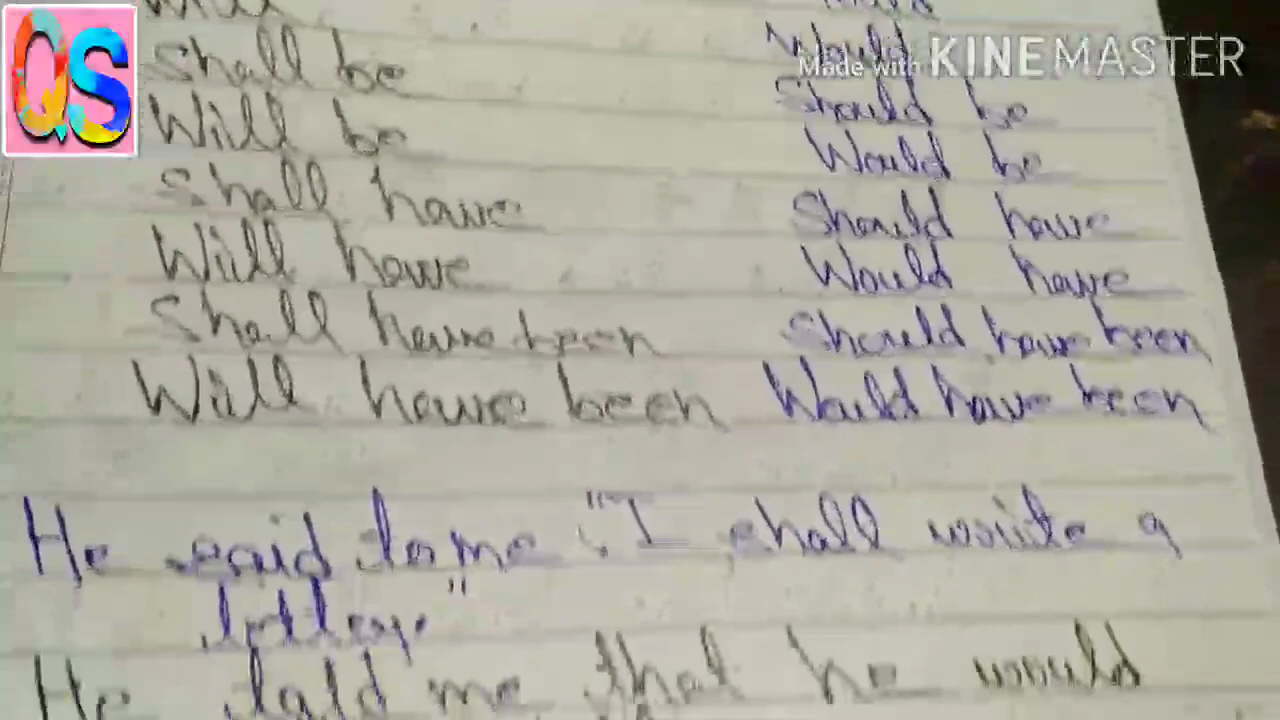 QS
Would
Made with KINEMASTER
Shall be Should be
Will be Would be
Shall have Should have
Will have Would have
Shall have been Should have been
Will have been Would have been
He said to me "I shall write a
letter"
He told me that he would